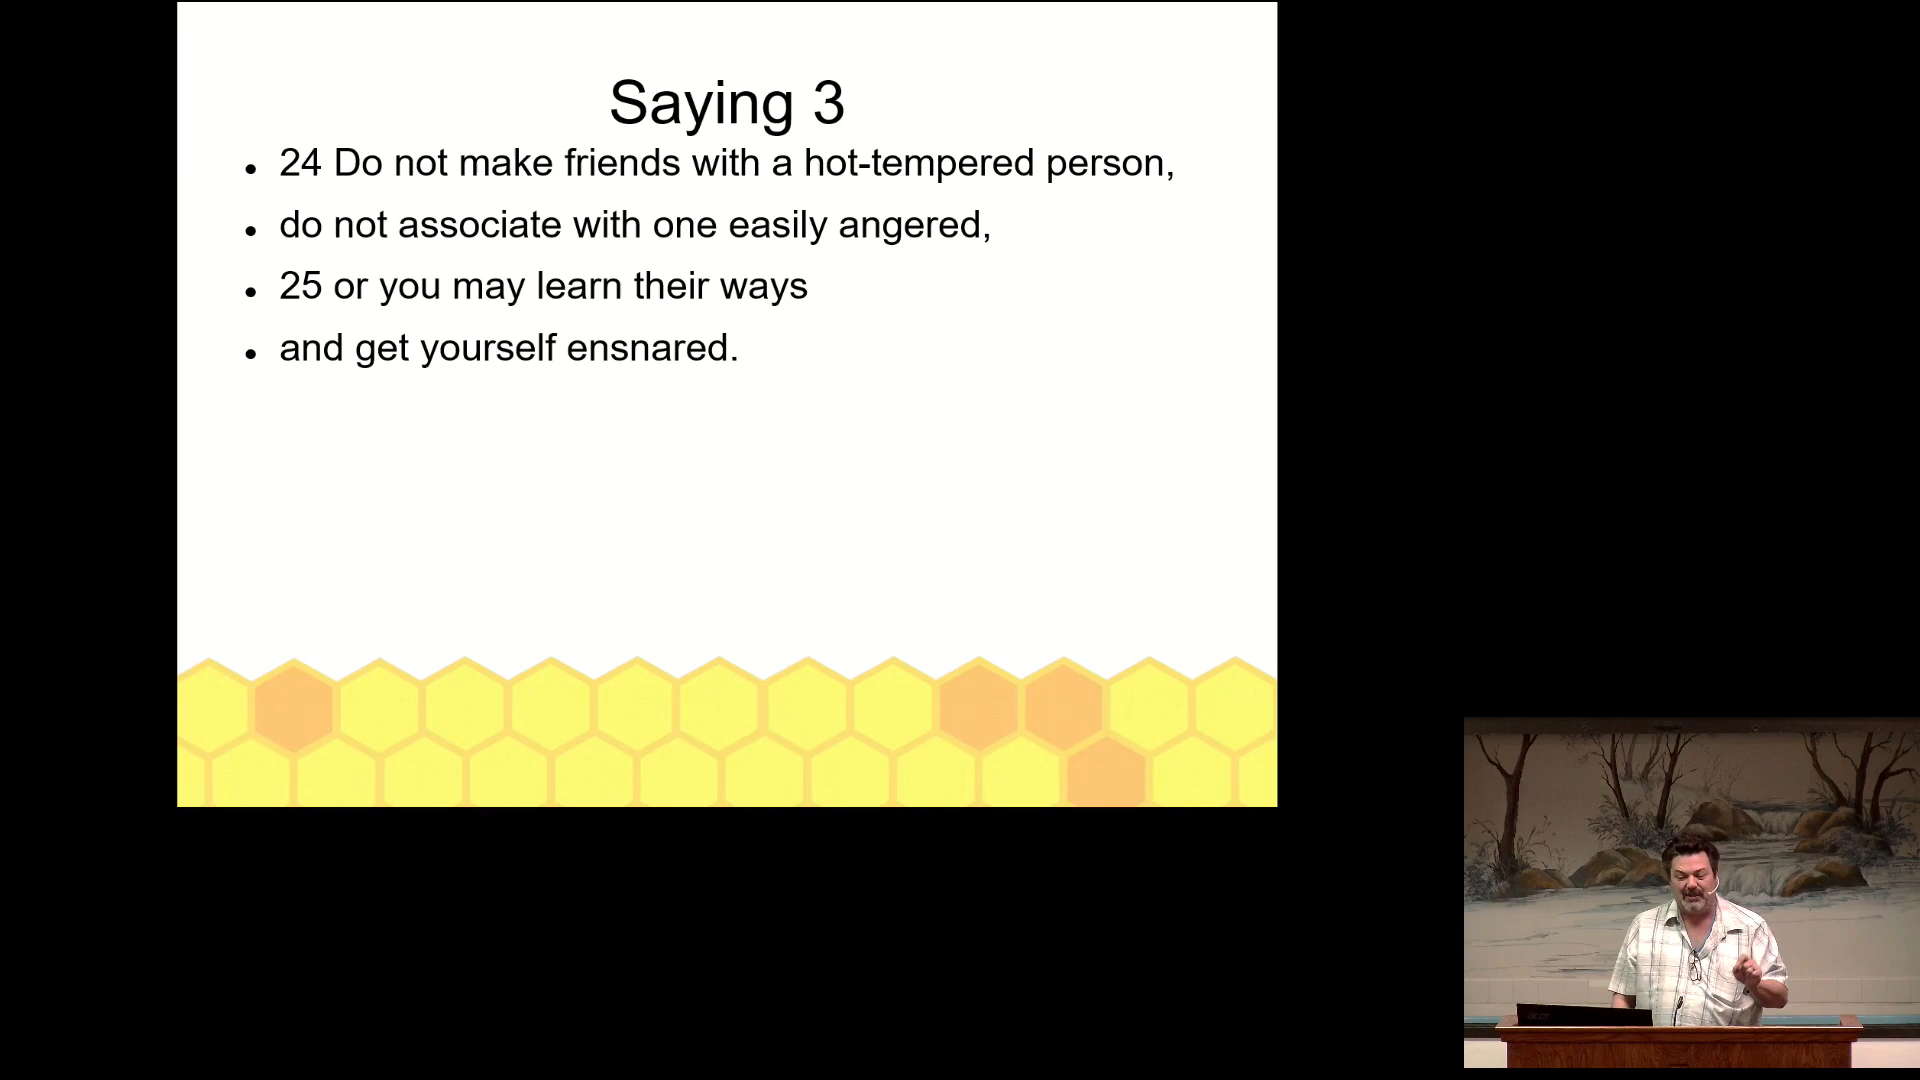 Saying 3
24 Do not make friends with a hot-tempered person,
do not associate with one easily angered,
25 or you may learn their ways
and get yourself ensnared.
acer